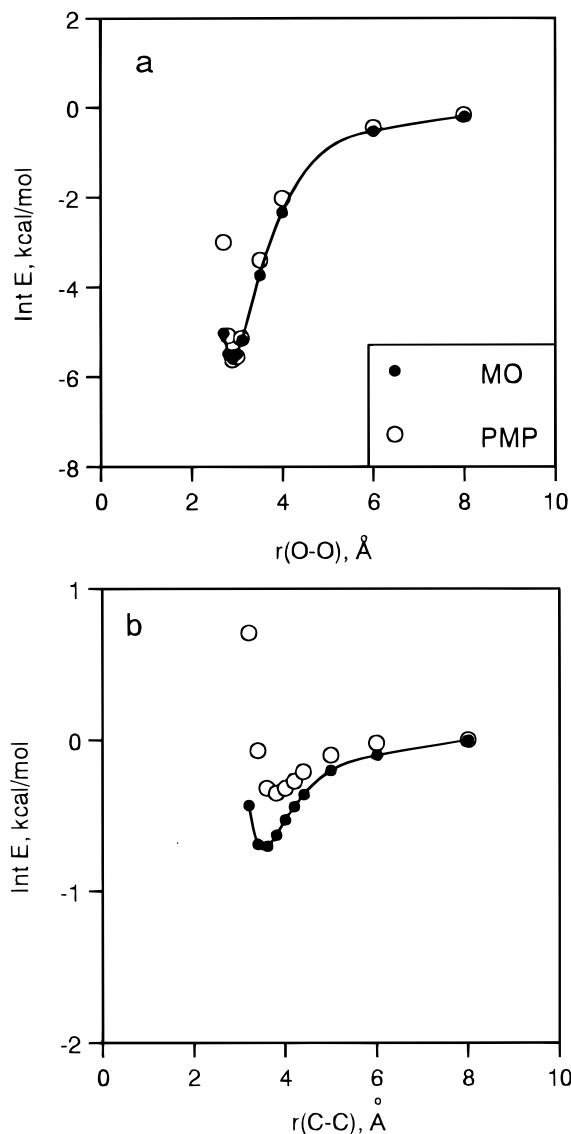 a
2
0
-2
-4
-6
-8
Int E, kcal/mol
MO
PMP
0 2 4 6 8 10
r(O-O), Å
b
1
0
-1
-2
Int E, kcal/mol
0 2 4 6 8 10
r(C-C), Å